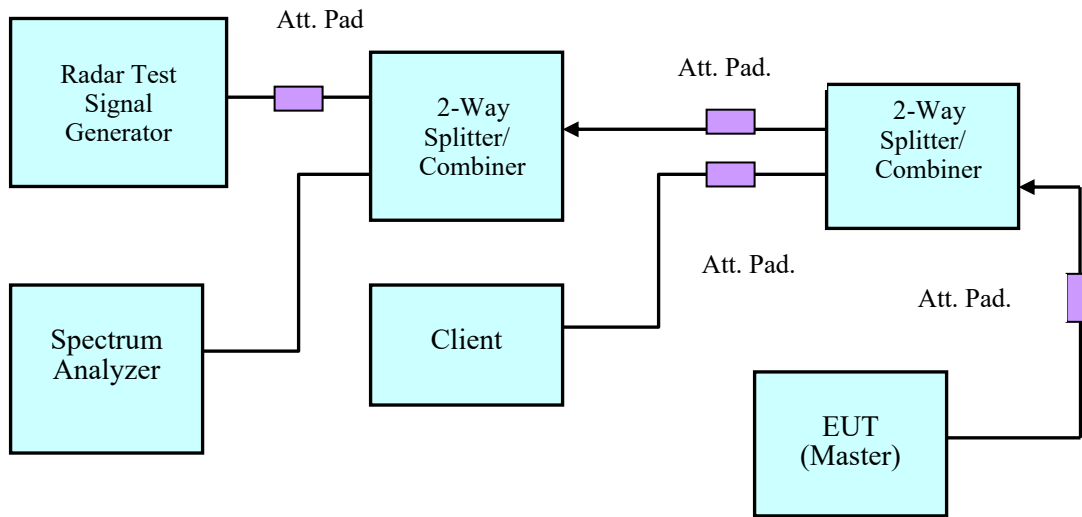 Att. Pad
Radar Test
Signal
Generator
2-Way
Splitter/
Combiner
Att. Pad.
2-Way
Splitter/
Combiner
Att. Pad.
Att. Pad.
Spectrum
Analyzer
Client
EUT
(Master)